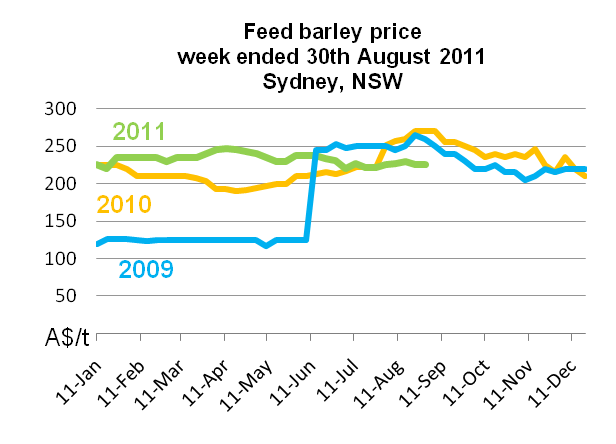 Feed barley price
week ended 30th August 2011
Sydney, NSW
300
250
200
150
100
50
A$/t
2011
2010
2009
11-Jan
11-Feb
11-Mar
11-Apr
11-May
11-Jun
11-Jul
11-Aug
11-Sep
11-Oct
11-Nov
11-Dec